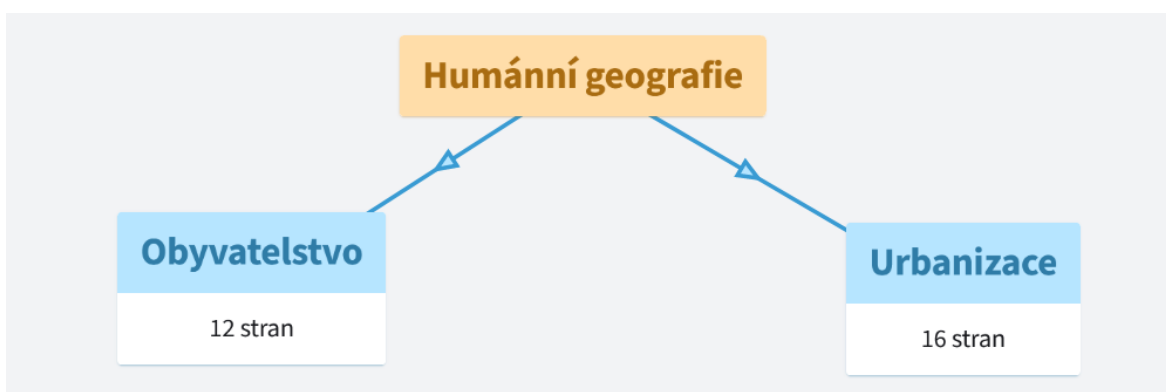 Humánní geografie
Obyvatelstvo
12 stran
Urbanizace
16 stran